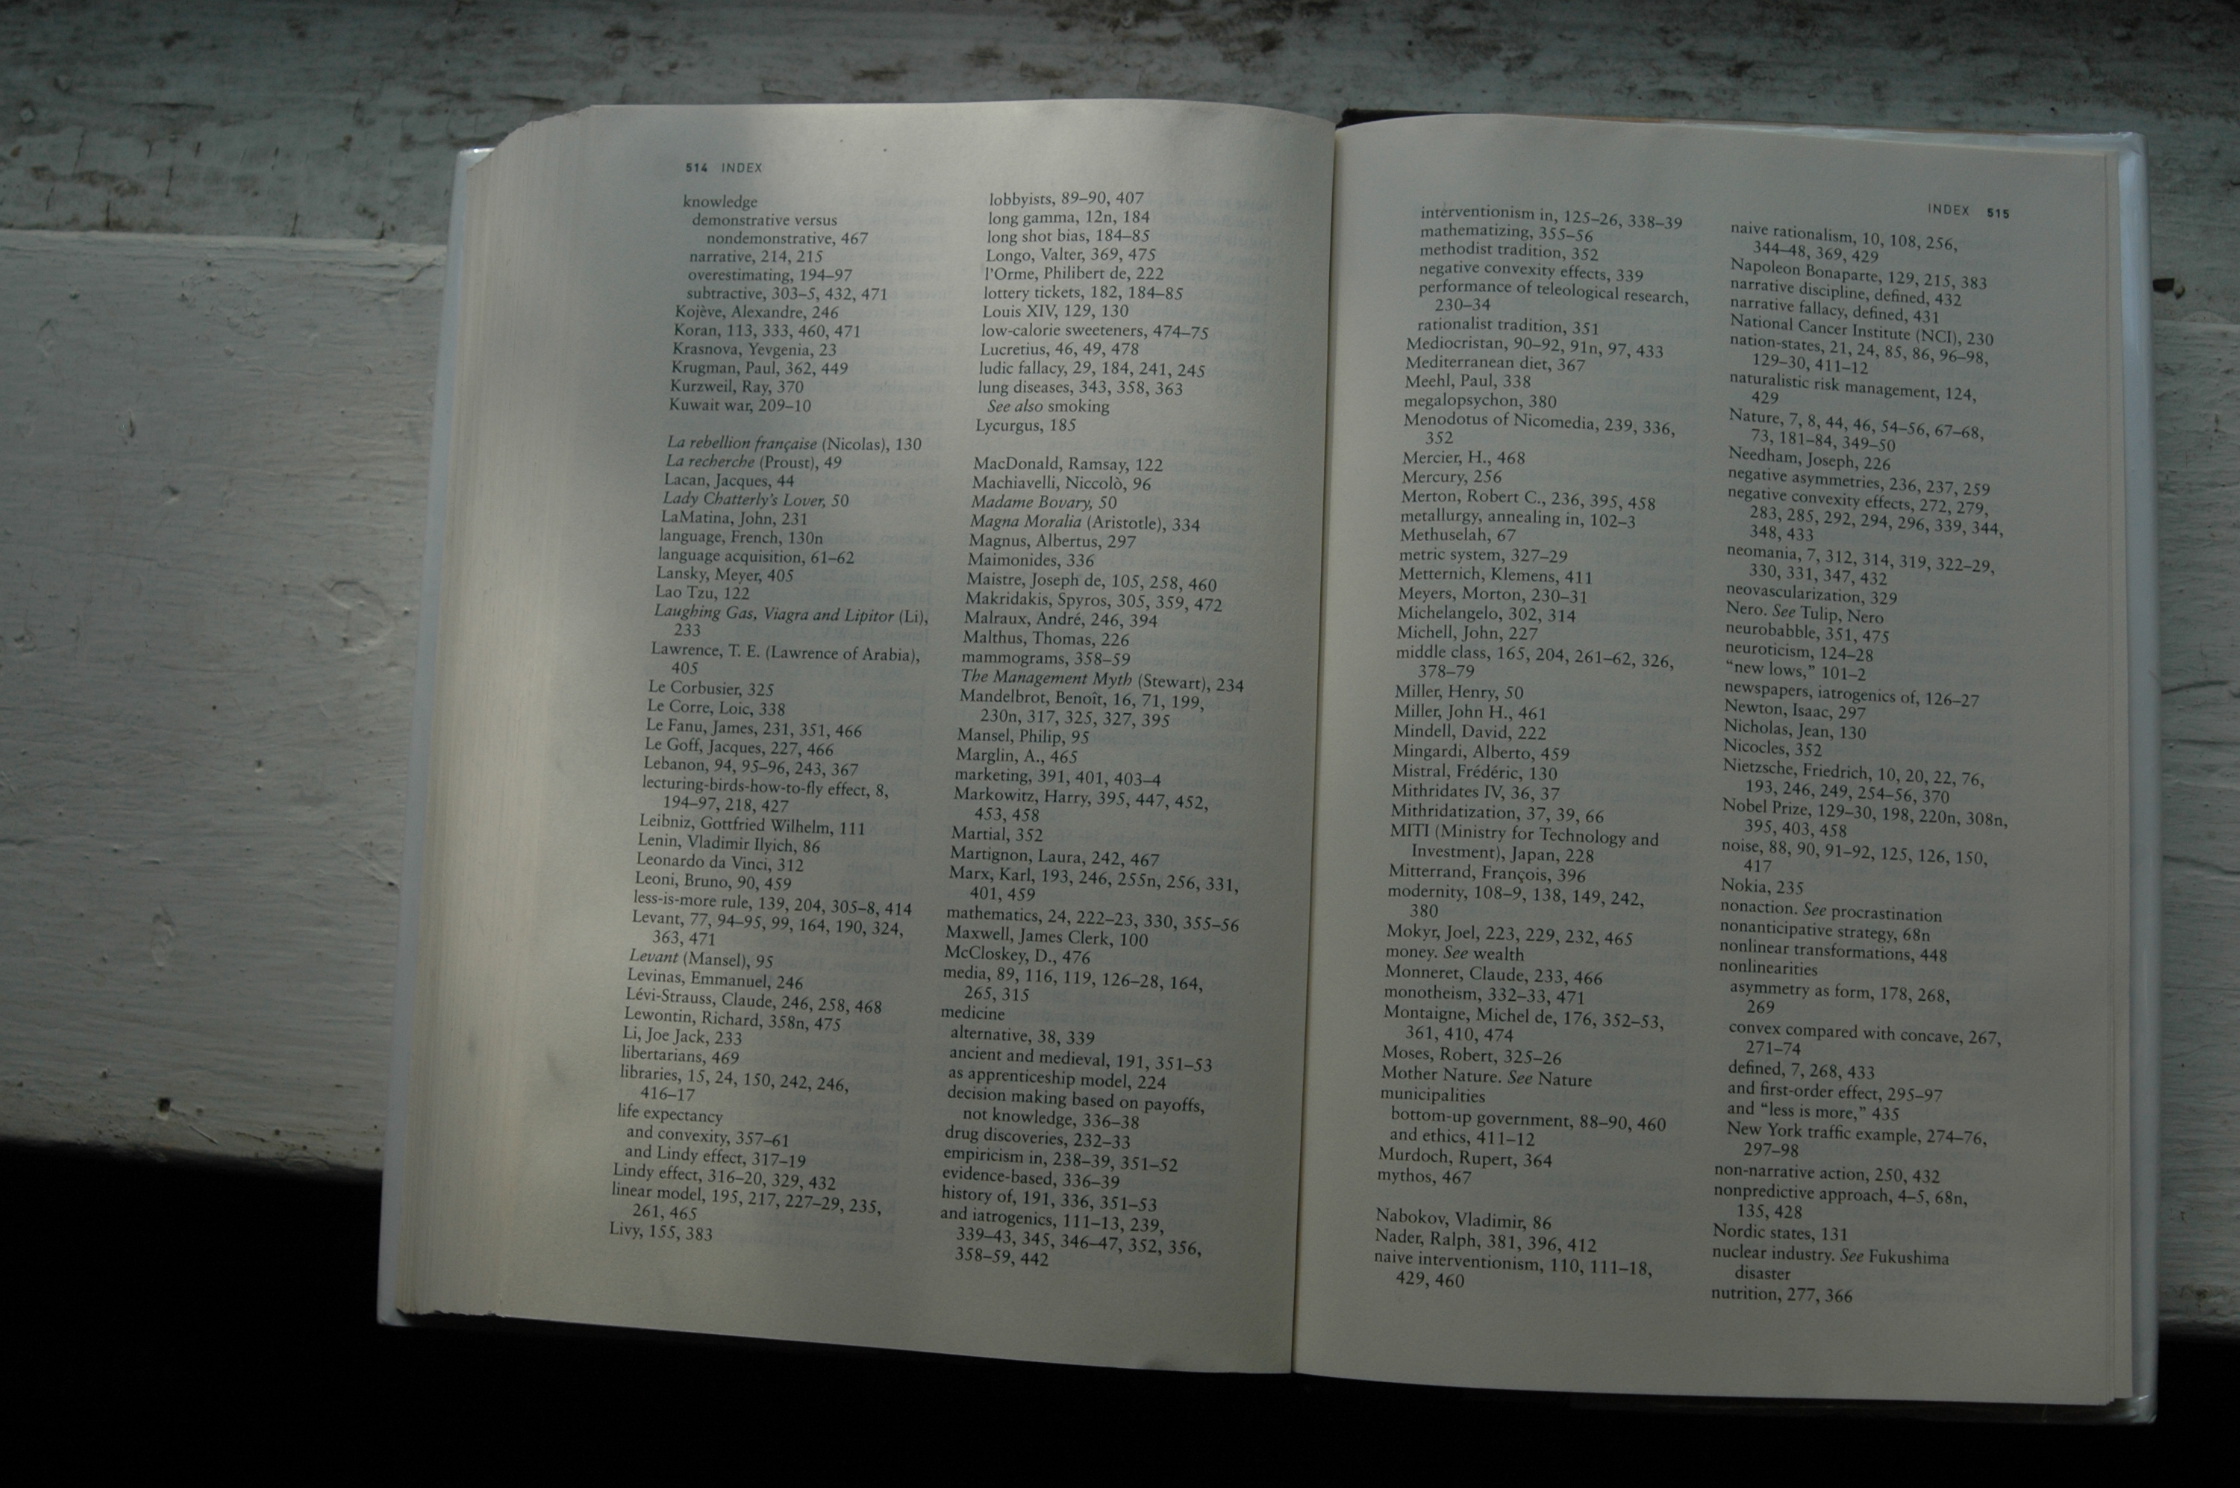 514 INDEX
knowledge
demonstrative versus
nondemonstrative, 467
narrative, 214, 215
overestimating, 194–97
subtractive, 303–5, 432, 471
Kojève, Alexandre, 246
Koran, 113, 333, 460, 471
Krasnova, Yevgenia, 23
Krugman, Paul, 362, 449
Kurzweil, Ray, 370
Kuwait war, 209–10
La rebellion française (Nicolas), 130
La recherche (Proust), 49
Lacan, Jacques, 44
Lady Chatterly's Lover, 50
LaMatina, John, 231
language, French, 130n
language acquisition, 61–62
Lansky, Meyer, 405
Lao Tzu, 122
Laughing Gas, Viagra and Lipitor (Li),
233
Lawrence, T. E. (Lawrence of Arabia),
405
Le Corbusier, 325
Le Corre, Loic, 338
Le Fanu, James, 231, 351, 466
Le Goff, Jacques, 227, 466
Lebanon, 94, 95–96, 243, 367
lecturing-birds-how-to-fly effect, 8,
194–97, 218, 427
Leibniz, Gottfried Wilhelm, 111
Lenin, Vladimir Ilyich, 86
Leonardo da Vinci, 312
Leoni, Bruno, 90, 459
less-is-more rule, 139, 204, 305–8, 414
Levant, 77, 94–95, 99, 164, 190, 324,
363, 471
Levant (Mansel), 95
Levinas, Emmanuel, 246
Lévi-Strauss, Claude, 246, 258, 468
Lewontin, Richard, 358n, 475
Li, Joe Jack, 233
libertarians, 469
libraries, 15, 24, 150, 242, 246,
416–17
life expectancy
and convexity, 357–61
and Lindy effect, 317–19
Lindy effect, 316–20, 329, 432
linear model, 195, 217, 227–29, 235,
261, 465
Livy, 155, 383
lobbyists, 89–90, 407
long gamma, 12n, 184
long shot bias, 184–85
Longo, Valter, 369, 475
l'Orme, Philibert de, 222
lottery tickets, 182, 184–85
Louis XIV, 129, 130
low-calorie sweeteners, 474–75
Lucretius, 46, 49, 478
ludic fallacy, 29, 184, 241, 245
lung diseases, 343, 358, 363
See also smoking
Lycurgus, 185
MacDonald, Ramsay, 122
Machiavelli, Niccolò, 96
Madame Bovary, 50
Magna Moralia (Aristotle), 334
Magnus, Albertus, 297
Maimonides, 336
Maistre, Joseph de, 105, 258, 460
Makridakis, Spyros, 305, 359, 472
Malraux, André, 246, 394
Malthus, Thomas, 226
mammograms, 358–59
The Management Myth (Stewart), 234
Mandelbrot, Benoît, 16, 71, 199,
230n, 317, 325, 327, 395
Mansel, Philip, 95
Marglin, A., 465
marketing, 391, 401, 403–4
Markowitz, Harry, 395, 447, 452,
453, 458
Martial, 352
Martignon, Laura, 242, 467
Marx, Karl, 193, 246, 255n, 256, 331,
401, 459
mathematics, 24, 222–23, 330, 355–56
Maxwell, James Clerk, 100
McCloskey, D., 476
media, 89, 116, 119, 126–28, 164,
265, 315
medicine
alternative, 38, 339
ancient and medieval, 191, 351–53
as apprenticeship model, 224
decision making based on payoffs,
not knowledge, 336–38
drug discoveries, 232–33
empiricism in, 238–39, 351–52
evidence-based, 336–39
history of, 191, 336, 351–53
and iatrogenics, 111–13, 239,
339–43, 345, 346–47, 352, 356,
358–59, 442
INDEX 515
interventionism in, 125–26, 338–39
mathematizing, 355–56
methodist tradition, 352
negative convexity effects, 339
performance of teleological research,
230–34
rationalist tradition, 351
Mediocristan, 90–92, 91n, 97, 433
Mediterranean diet, 367
Meehl, Paul, 338
megalopsychon, 380
Menodotus of Nicomedia, 239, 336,
352
Mercier, H., 468
Mercury, 256
Merton, Robert C., 236, 395, 458
metallurgy, annealing in, 102–3
Methuselah, 67
metric system, 327–29
Metternich, Klemens, 411
Meyers, Morton, 230–31
Michelangelo, 302, 314
Michell, John, 227
middle class, 165, 204, 261–62, 326,
378–79
Miller, Henry, 50
Miller, John H., 461
Mindell, David, 222
Mingardi, Alberto, 459
Mistral, Frédéric, 130
Mithridates IV, 36, 37
Mithridatization, 37, 39, 66
MITI (Ministry for Technology and
Investment), Japan, 228
Mitterrand, François, 396
modernity, 108–9, 138, 149, 242,
380
Mokyr, Joel, 223, 229, 232, 465
money. See wealth
Monneret, Claude, 233, 466
monotheism, 332–33, 471
Montaigne, Michel de, 176, 352–53,
361, 410, 474
Moses, Robert, 325–26
Mother Nature. See Nature
municipalities
bottom-up government, 88–90, 460
and ethics, 411–12
Murdoch, Rupert, 364
mythos, 467
Nabokov, Vladimir, 86
Nader, Ralph, 381, 396, 412
naive interventionism, 110, 111–18,
429, 460
naive rationalism, 10, 108, 256,
344–48, 369, 429
Napoleon Bonaparte, 129, 215, 383
narrative discipline, defined, 432
narrative fallacy, defined, 431
National Cancer Institute (NCI), 230
nation-states, 21, 24, 85, 86, 96–98,
129–30, 411–12
naturalistic risk management, 124,
429
Nature, 7, 8, 44, 46, 54–56, 67–68,
73, 181–84, 349–50
Needham, Joseph, 226
negative asymmetries, 236, 237, 259
negative convexity effects, 272, 279,
283, 285, 292, 294, 296, 339, 344,
348, 433
neomania, 7, 312, 314, 319, 322–29,
330, 331, 347, 432
neovascularization, 329
Nero. See Tulip, Nero
neurobabble, 351, 475
neuroticism, 124–28
“new lows,” 101–2
newspapers, iatrogenics of, 126–27
Newton, Isaac, 297
Nicholas, Jean, 130
Nicocles, 352
Nietzsche, Friedrich, 10, 20, 22, 76,
193, 246, 249, 254–56, 370
Nobel Prize, 129–30, 198, 220n, 308n,
395, 403, 458
noise, 88, 90, 91–92, 125, 126, 150,
417
Nokia, 235
nonaction. See procrastination
nonanticipative strategy, 68n
nonlinear transformations, 448
nonlinearities
asymmetry as form, 178, 268,
269
convex compared with concave, 267,
271–74
defined, 7, 268, 433
and first-order effect, 295–97
and “less is more,” 435
New York traffic example, 274–76,
297–98
non-narrative action, 250, 432
nonpredictive approach, 4–5, 68n,
135, 428
Nordic states, 131
nuclear industry. See Fukushima
disaster
nutrition, 277, 366